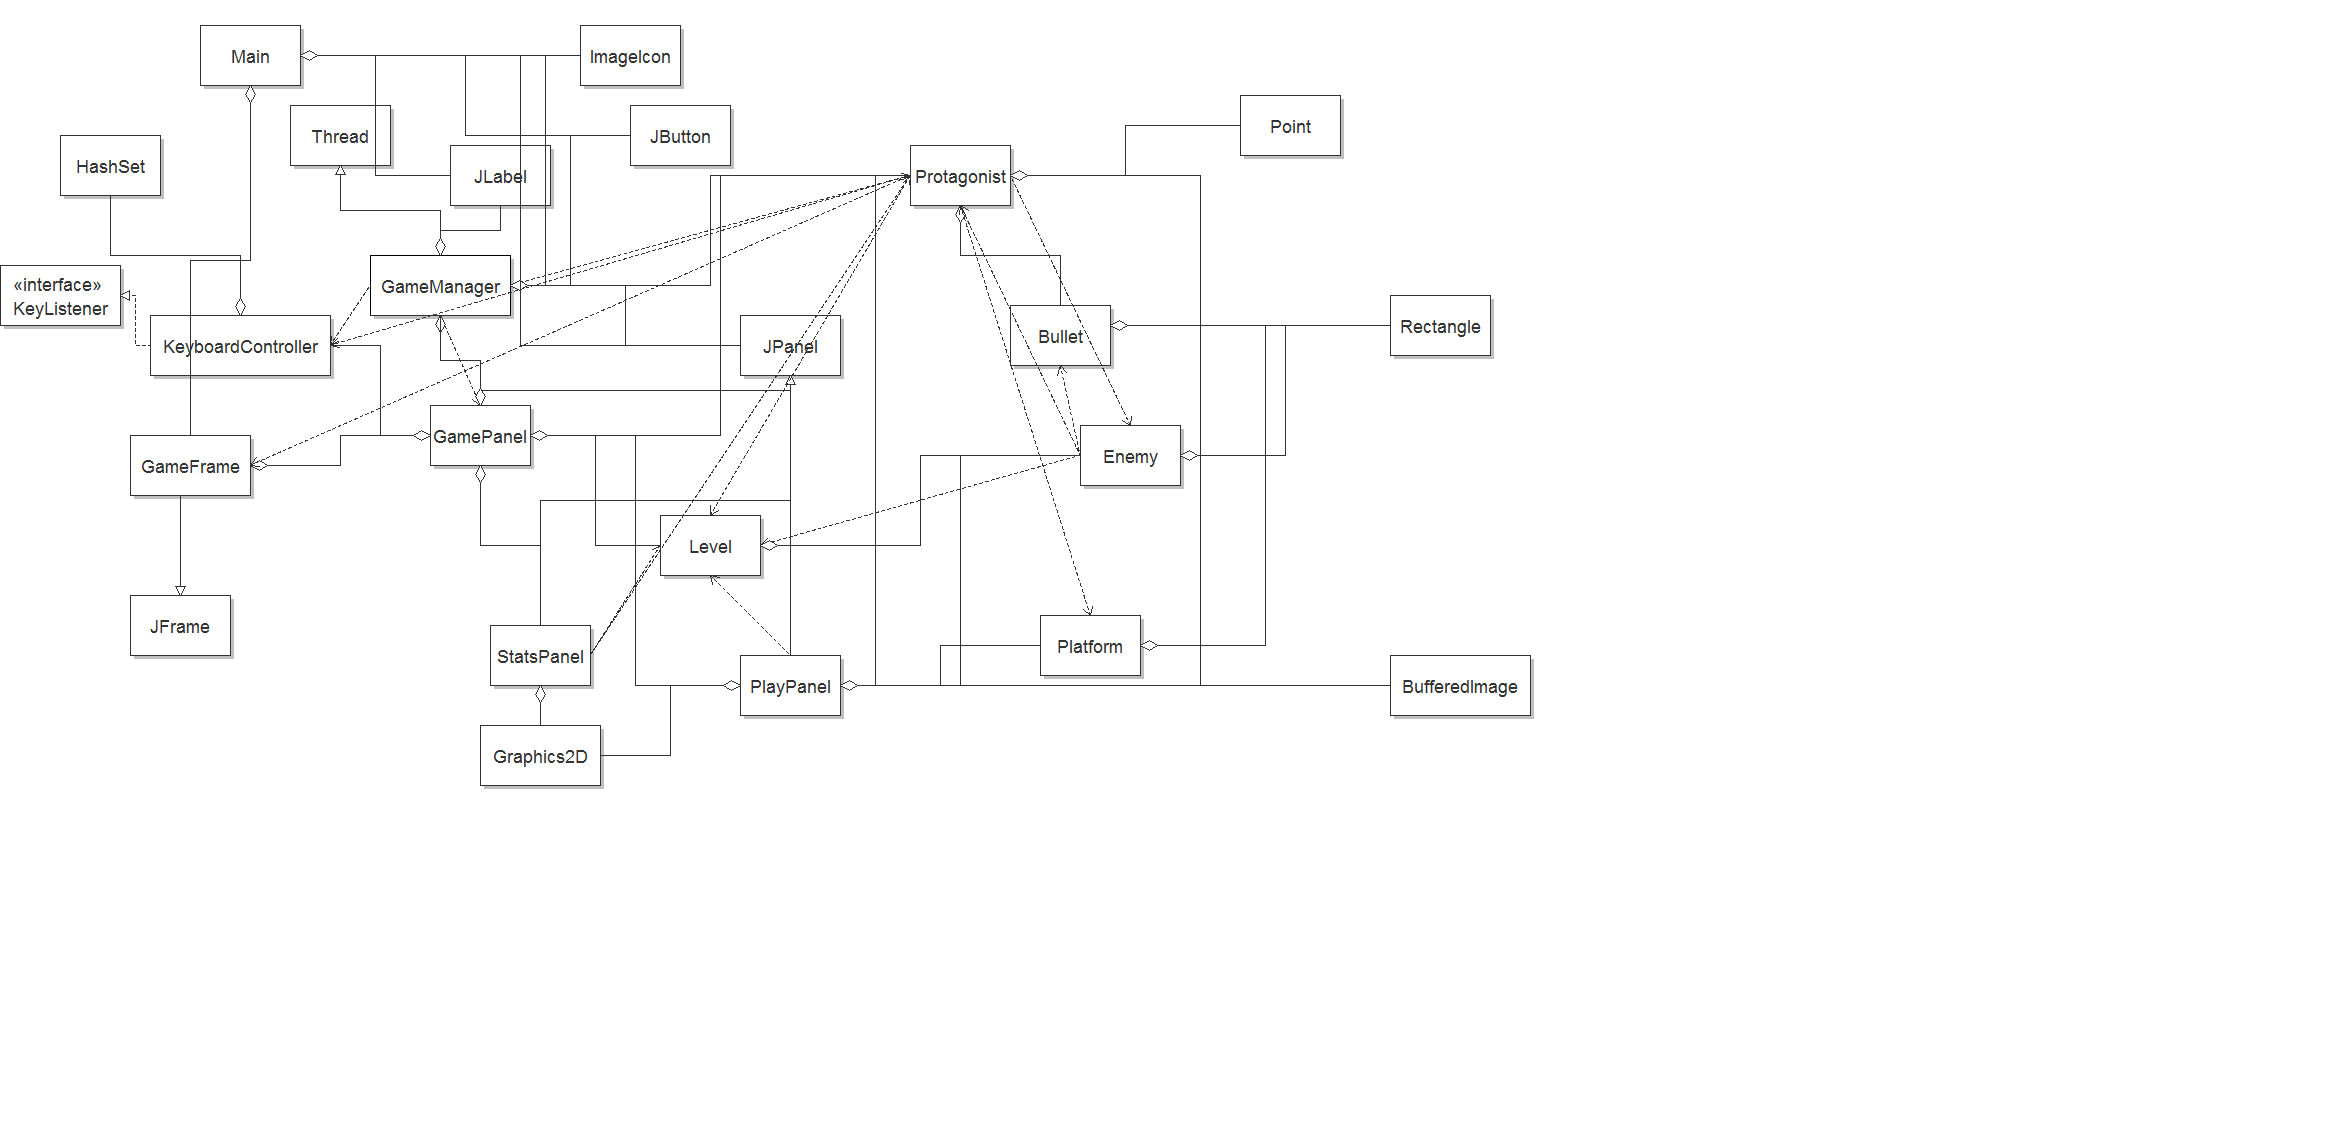 Main
ImageIcon
Thread
JButton
Point
HashSet
JLabel
Protagonist
«interface»
KeyListener
GameManager
KeyboardController
JPanel
Bullet
Rectangle
GameFrame
GamePanel
Enemy
Level
JFrame
StatsPanel
PlayPanel
Platform
BufferedImage
Graphics2D